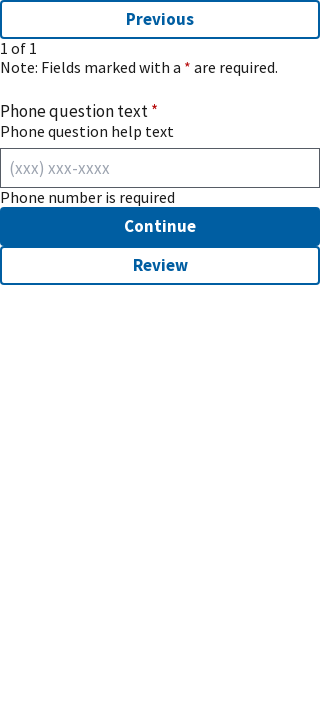 Previous
1 of 1
Note: Fields marked with a * are required.
Phone question text *
Phone question help text
(xxx) xxx-xxxx
Phone number is required
Continue
Review